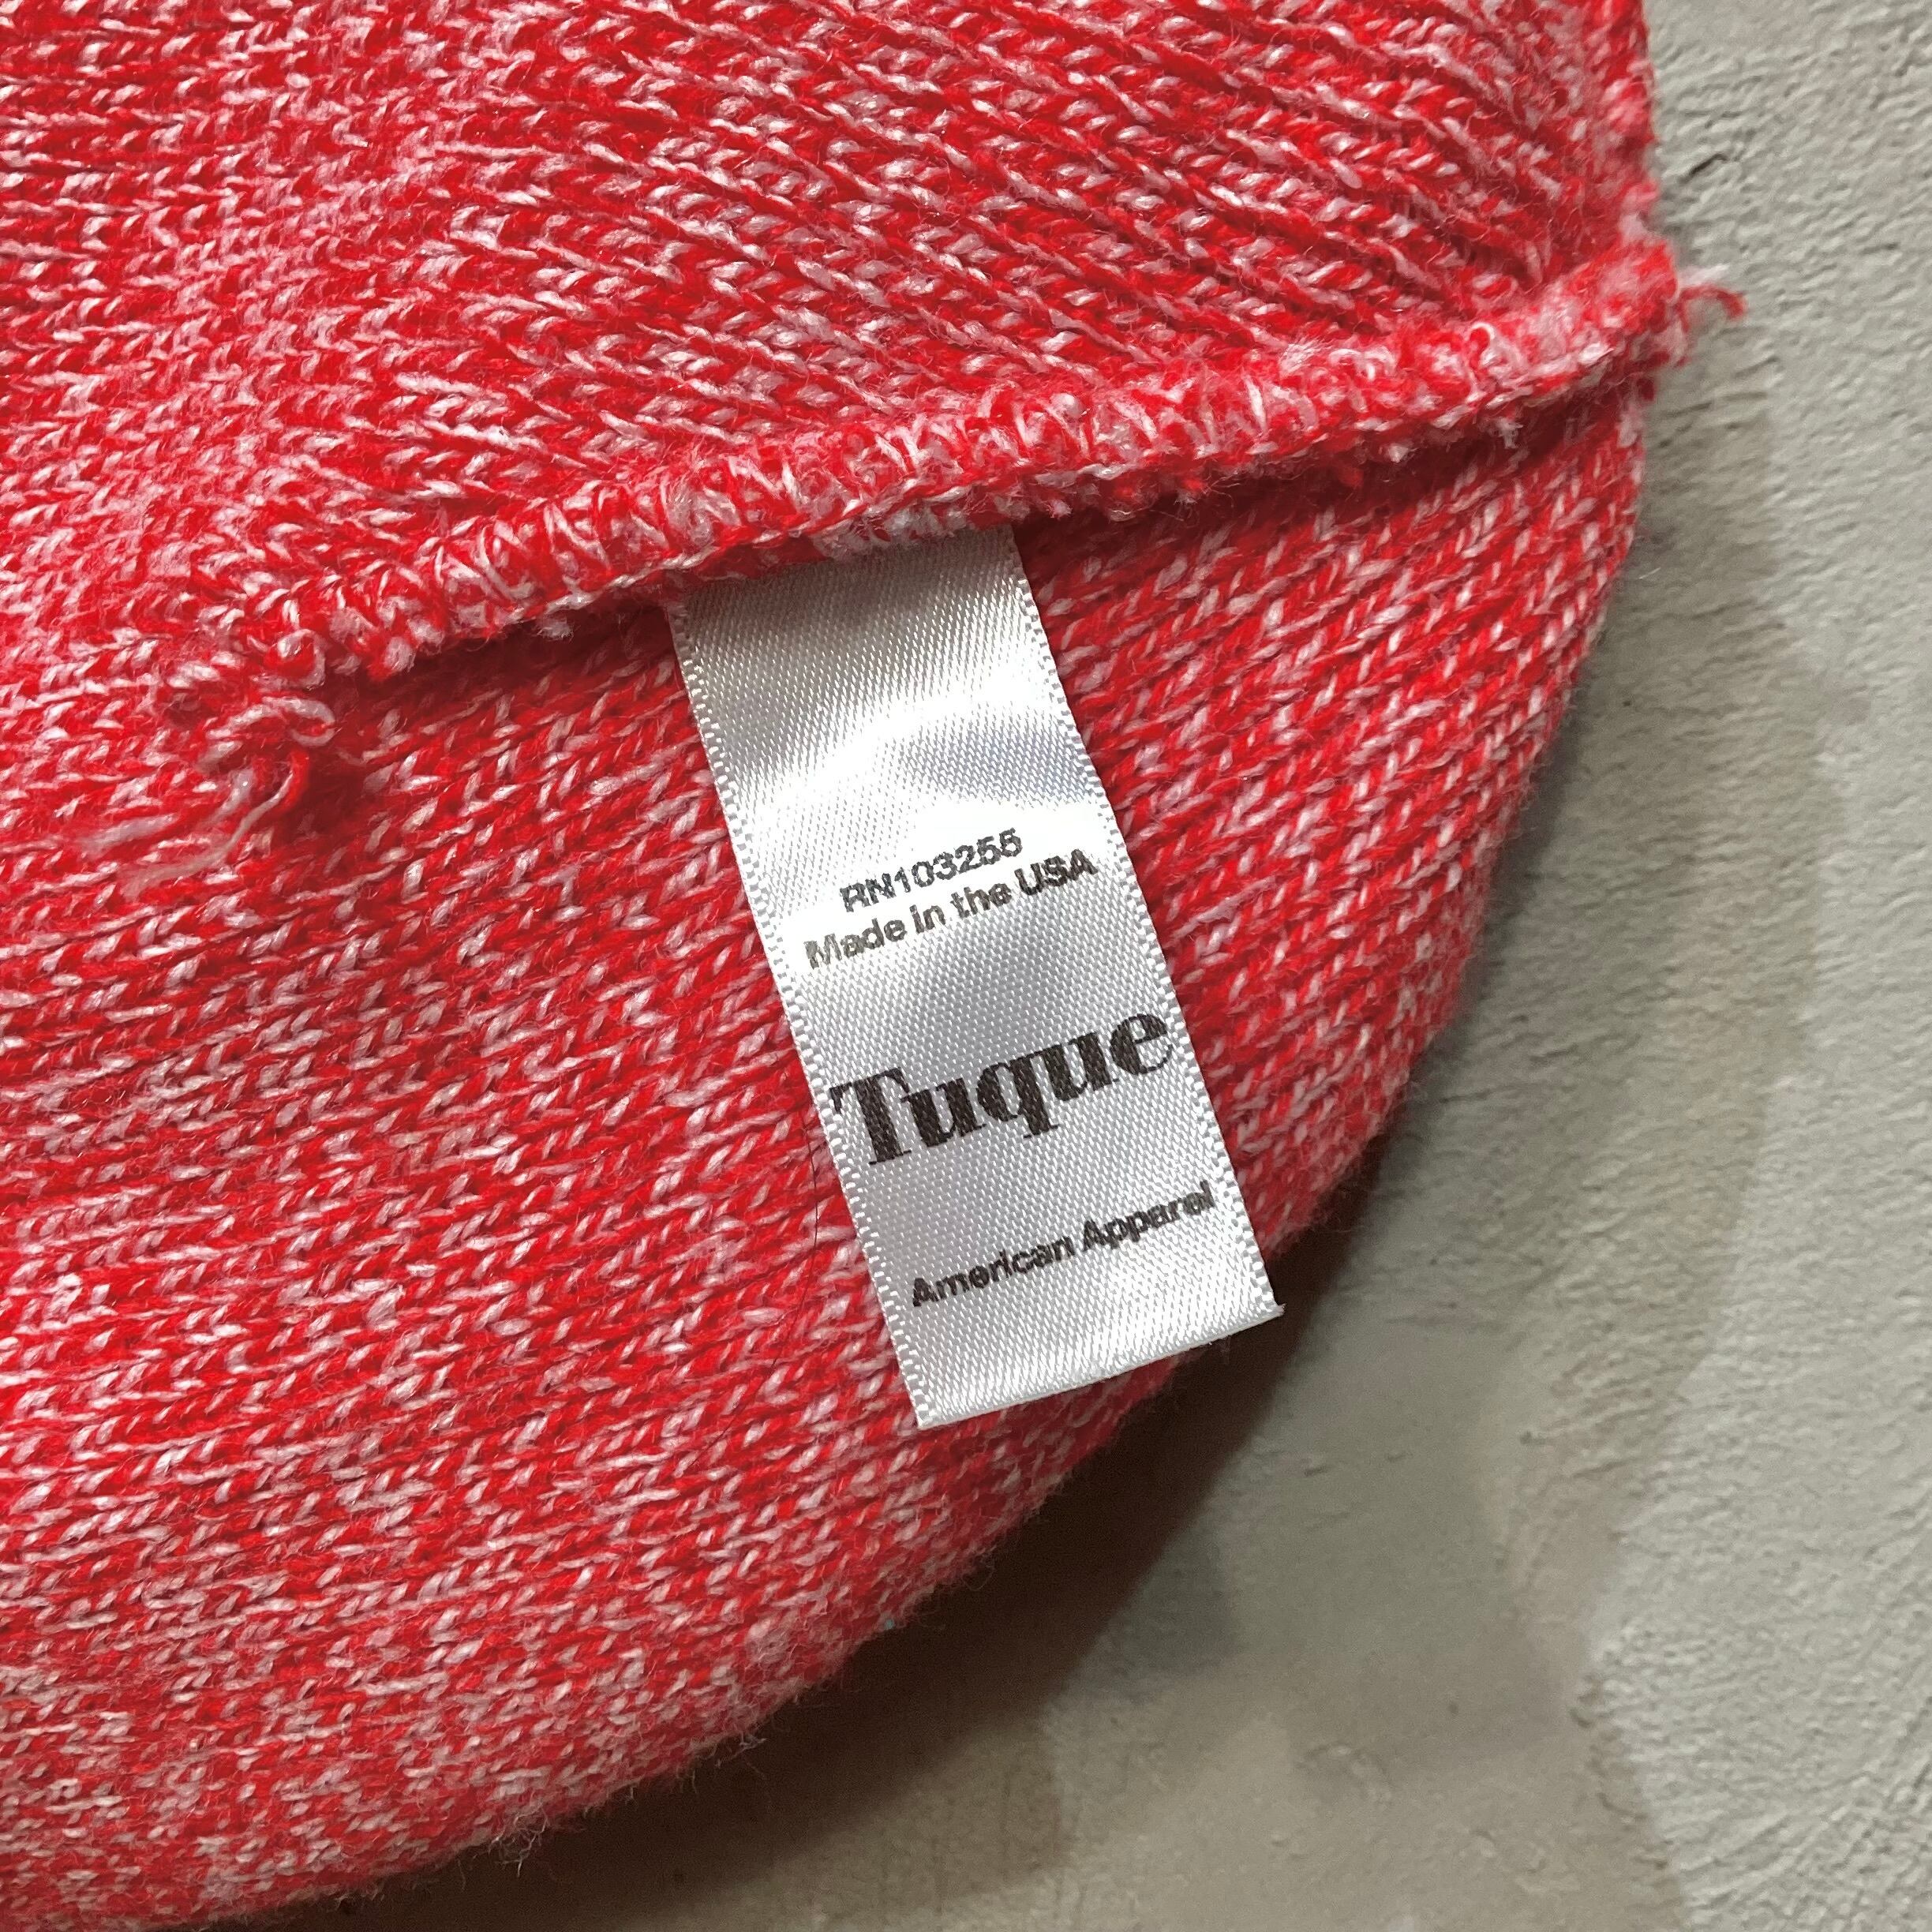 RN103255
Made in the USA
Tuque
American Apparel